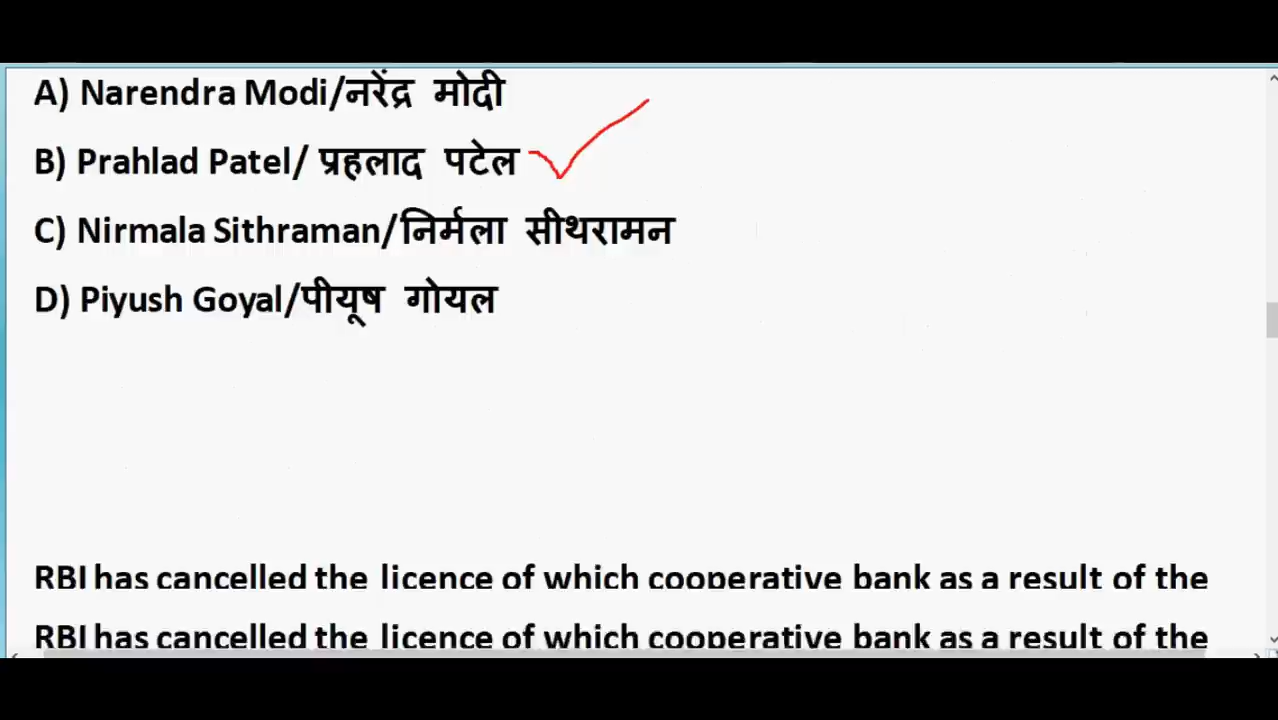 A) Narendra Modi/नरेंद्र मोदी
B) Prahlad Patel/ प्रहलाद पटेल
C) Nirmala Sithraman/निर्मला सीथरामन
D) Piyush Goyal/पीयूष गोयल
RBI has cancelled the licence of which cooperative bank as a result of the
RBI has cancelled the licence of which cooperative bank as a result of the